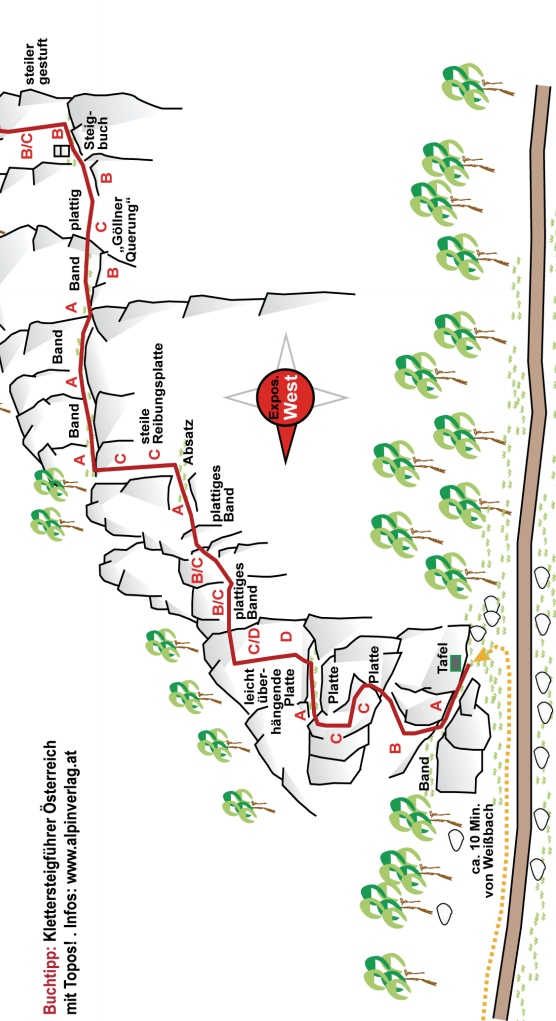 Buchtipp: Klettersteigführer Österreich
mit Topos! . Infos: www.alpinverlag.at
steiler
gestuft
B/C
B
Steig-
buch
B
plattig
C
„Göllner
Querung“
B
Band
A
Band
A
Band
A
C
steile
Reibungsplatte
C
Absatz
A
plattiges
Band
B/C
B/C
plattiges
Band
C/D
D
leicht
über-
hängende
Platte
A
Platte
C
C
Platte
B
A
Tafel
Band
Expos.
West
ca. 10 Min.
von Weißbach